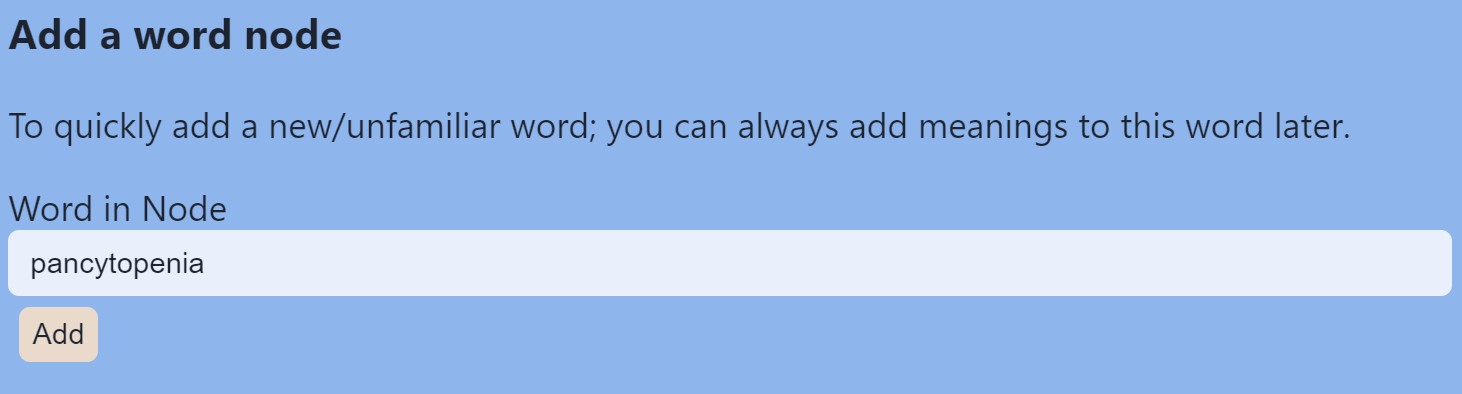 Add a word node
To quickly add a new/unfamiliar word; you can always add meanings to this word later.
Word in Node
pancytopenia
Add